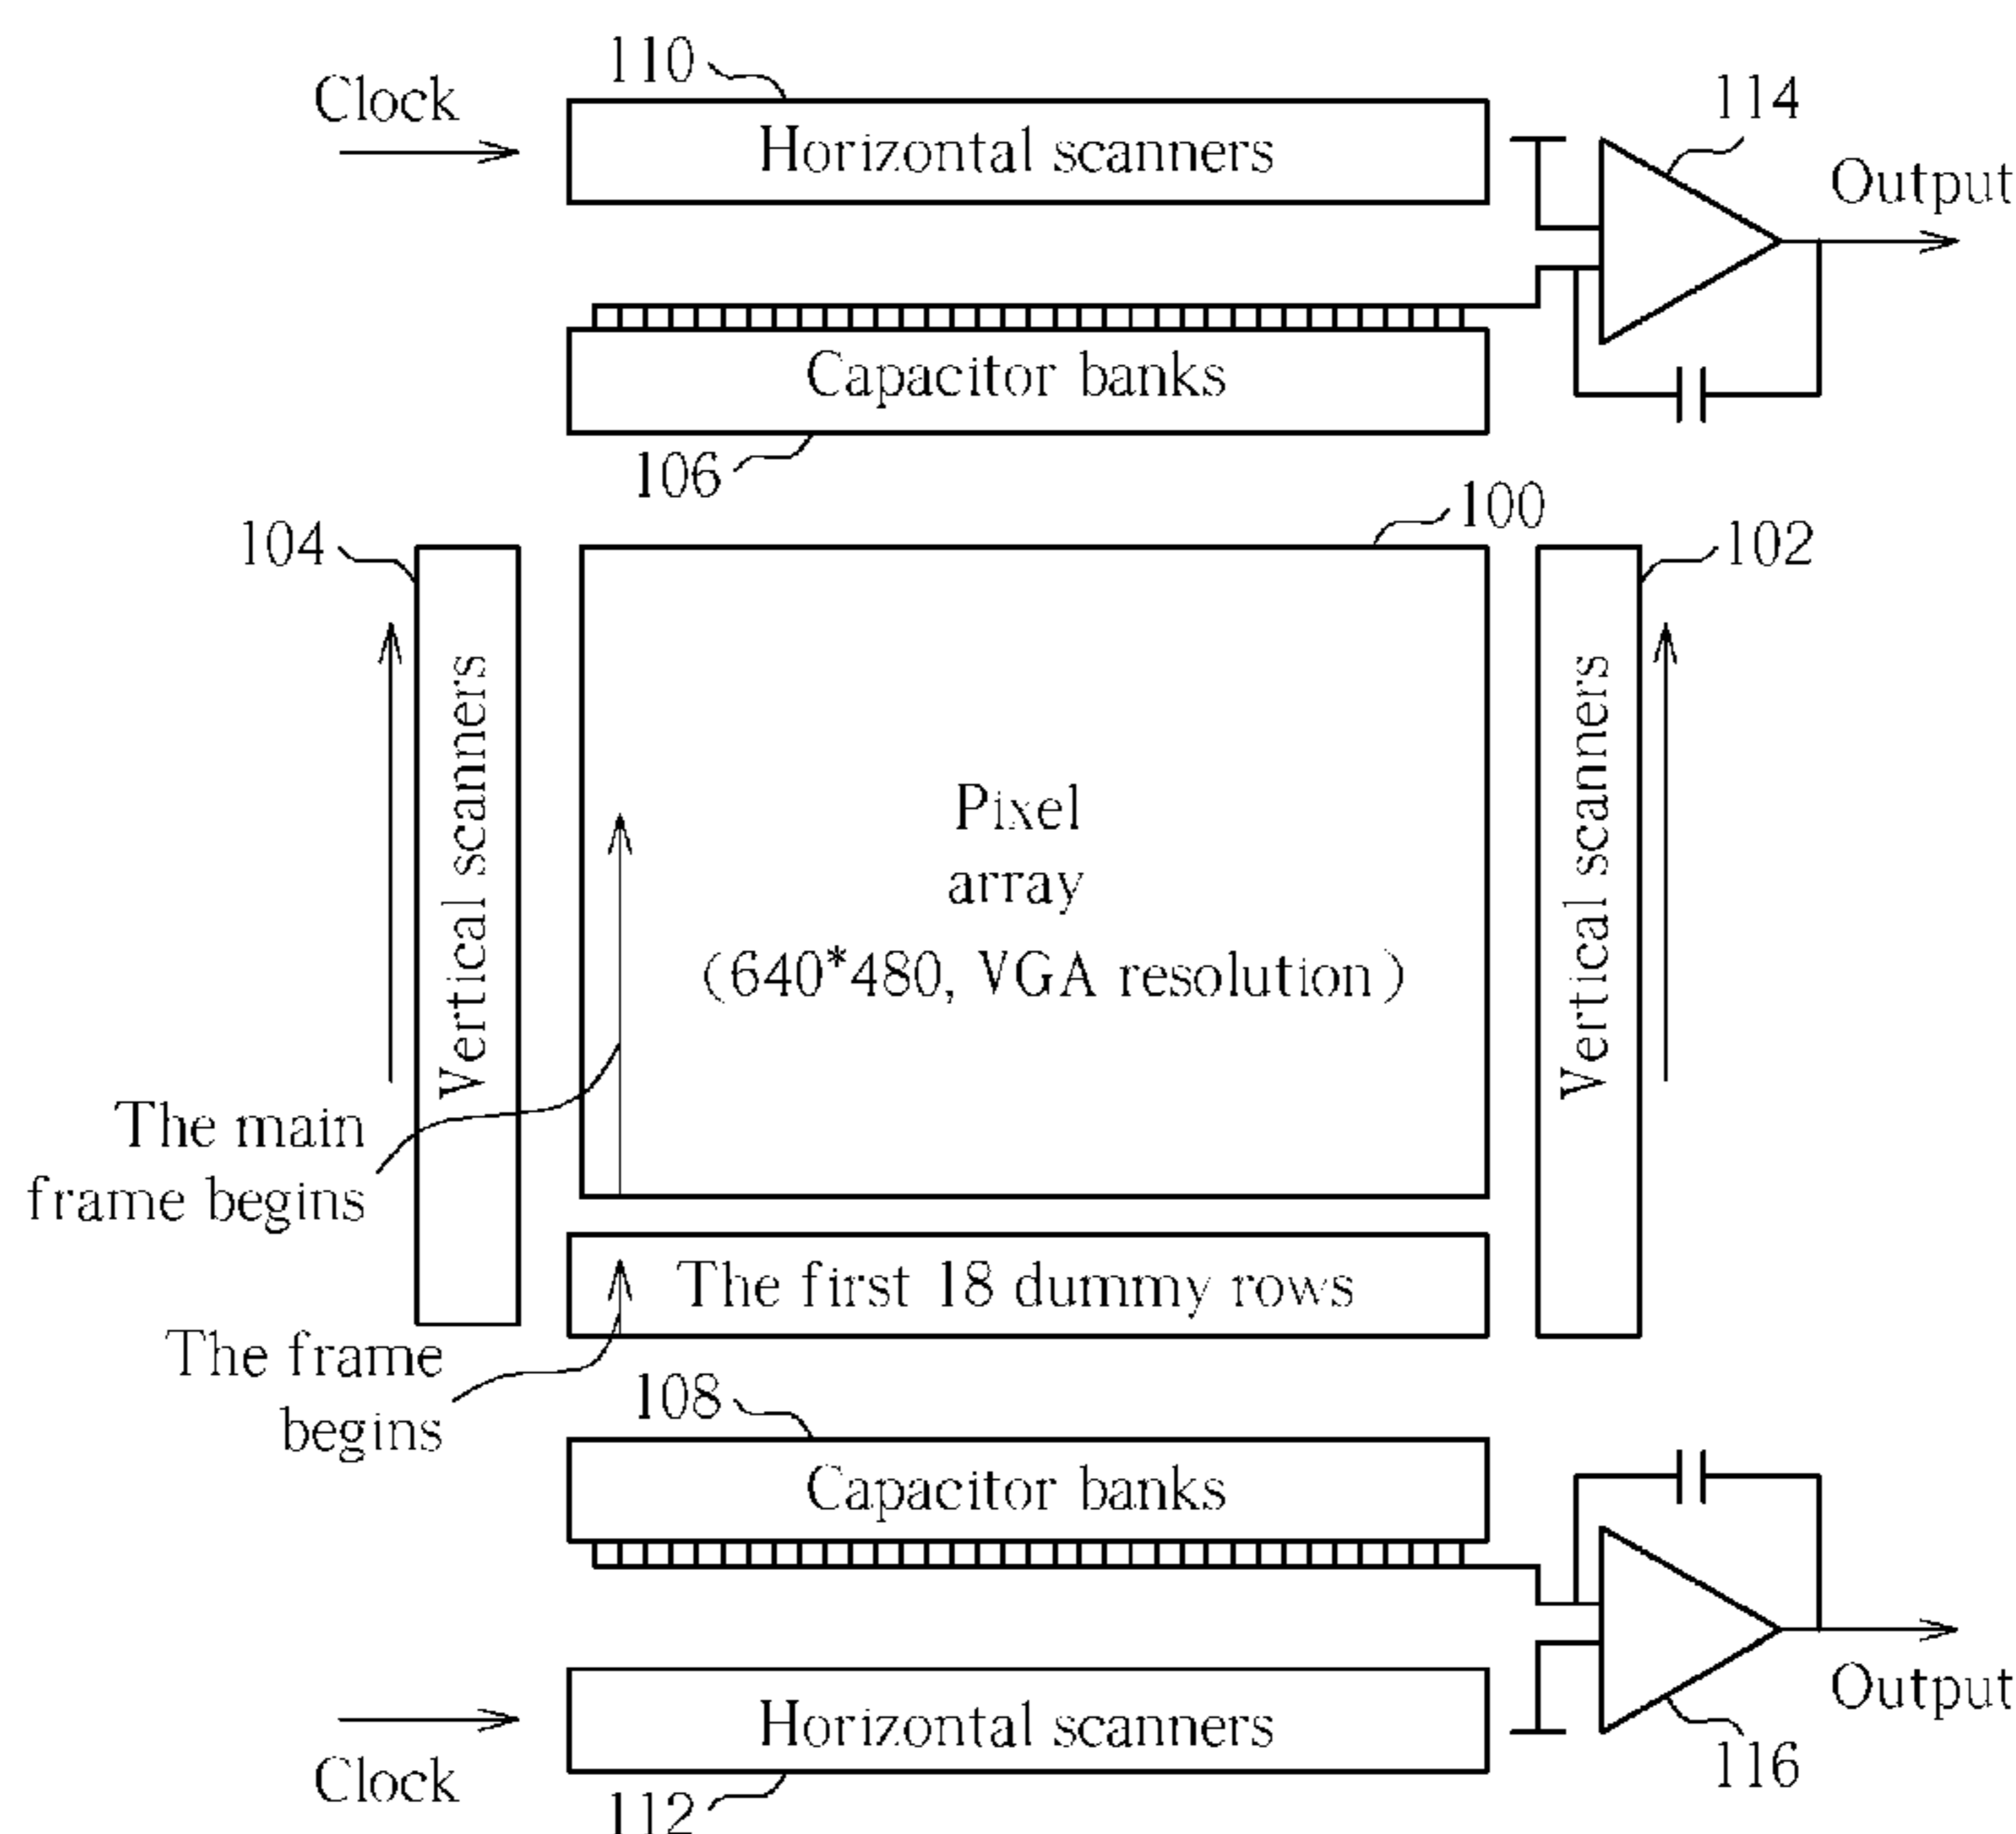 110
Clock
Horizontal scanners
114
Output
Capacitor banks
106
100
104
102
Vertical scanners
Vertical scanners
Pixel
array
(640*480, VGA resolution)
The main
frame begins
The first 18 dummy rows
The frame
begins
108
Capacitor banks
Output
Horizontal scanners
Clock
116
112